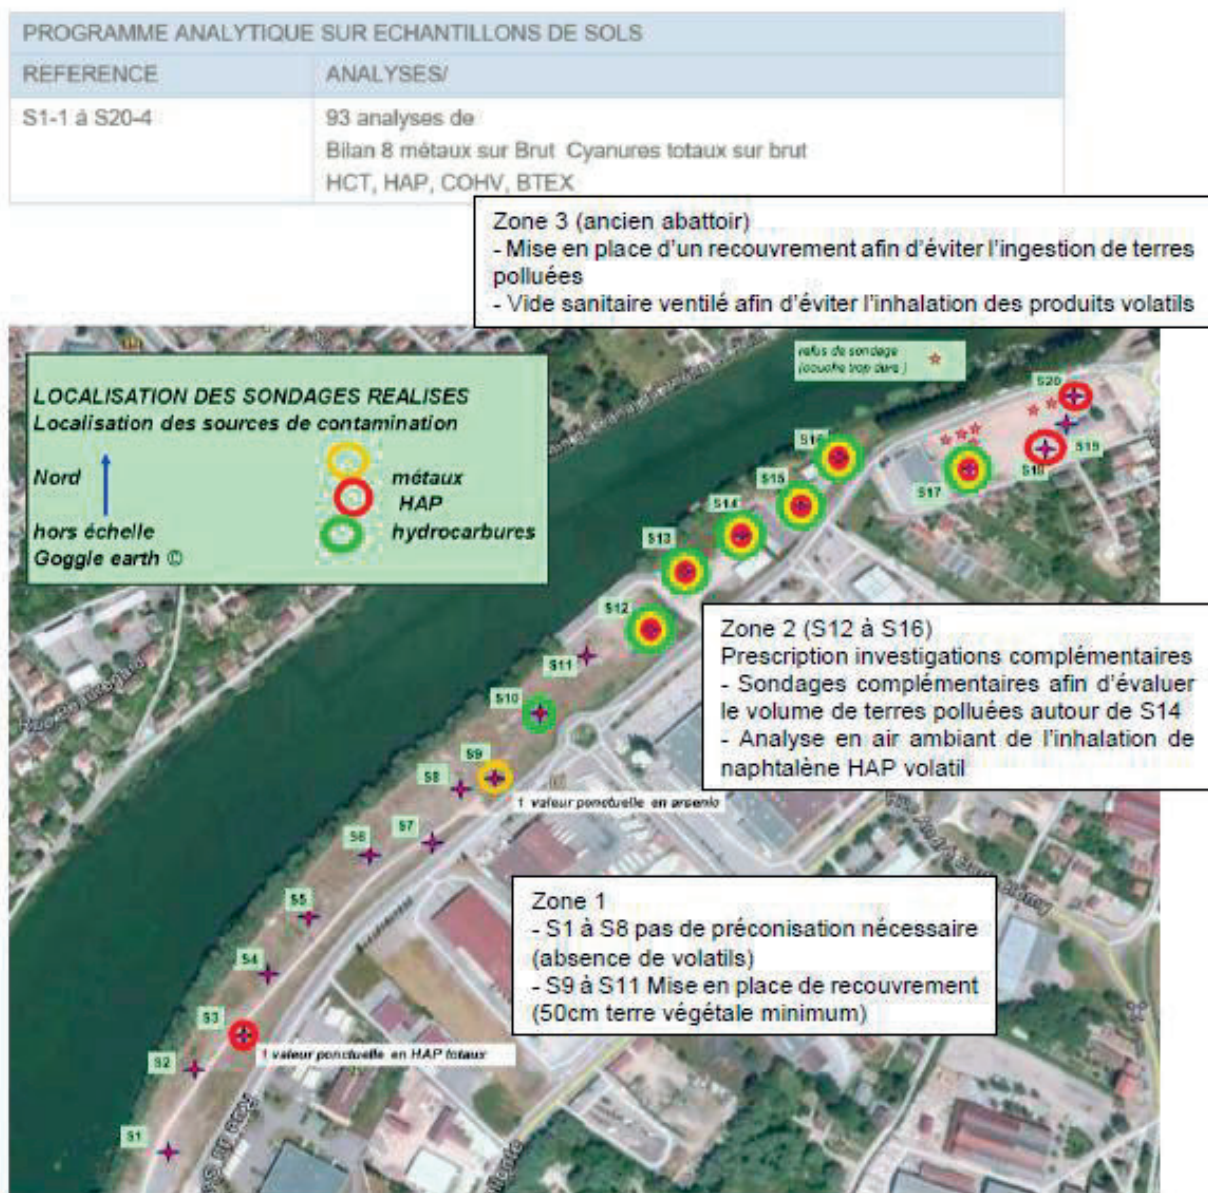 PROGRAMME ANALYTIQUE SUR ECHANTILLONS DE SOLS
REFERENCE
ANALYSES/
S1-1 à S20-4
93 analyses de
Bilan 8 métaux sur Brut Cyanures totaux sur brut
HCT, HAP, COHV, BTEX
Zone 3 (ancien abattoir)
- Mise en place d'un recouvrement afin d'éviter l'ingestion de terres
polluées
- Vide sanitaire ventilé afin d'éviter l'inhalation des produits volatils
refus de sondage
(couche trop dure )
LOCALISATION DES SONDAGES REALISES
Localisation des sources de contamination
Nord
métaux
HAP
hors échelle
hydrocarbures
Goggle earth ©
S20
S19
S18
S17
S16
S15
S14
S13
S12
S11
S10
S9
S8
S7
S6
S5
S4
S3
S2
S1
1 valeur ponctuelle en arsenic
1 valeur ponctuelle en HAP totaux
Zone 2 (S12 à S16)
Prescription investigations complémentaires
- Sondages complémentaires afin d'évaluer
le volume de terres polluées autour de S14
- Analyse en air ambiant de l'inhalation de
naphtalène HAP volatil
Zone 1
- S1 à S8 pas de préconisation nécessaire
(absence de volatils)
- S9 à S11 Mise en place de recouvrement
(50cm terre végétale minimum)
Rue Beauregard